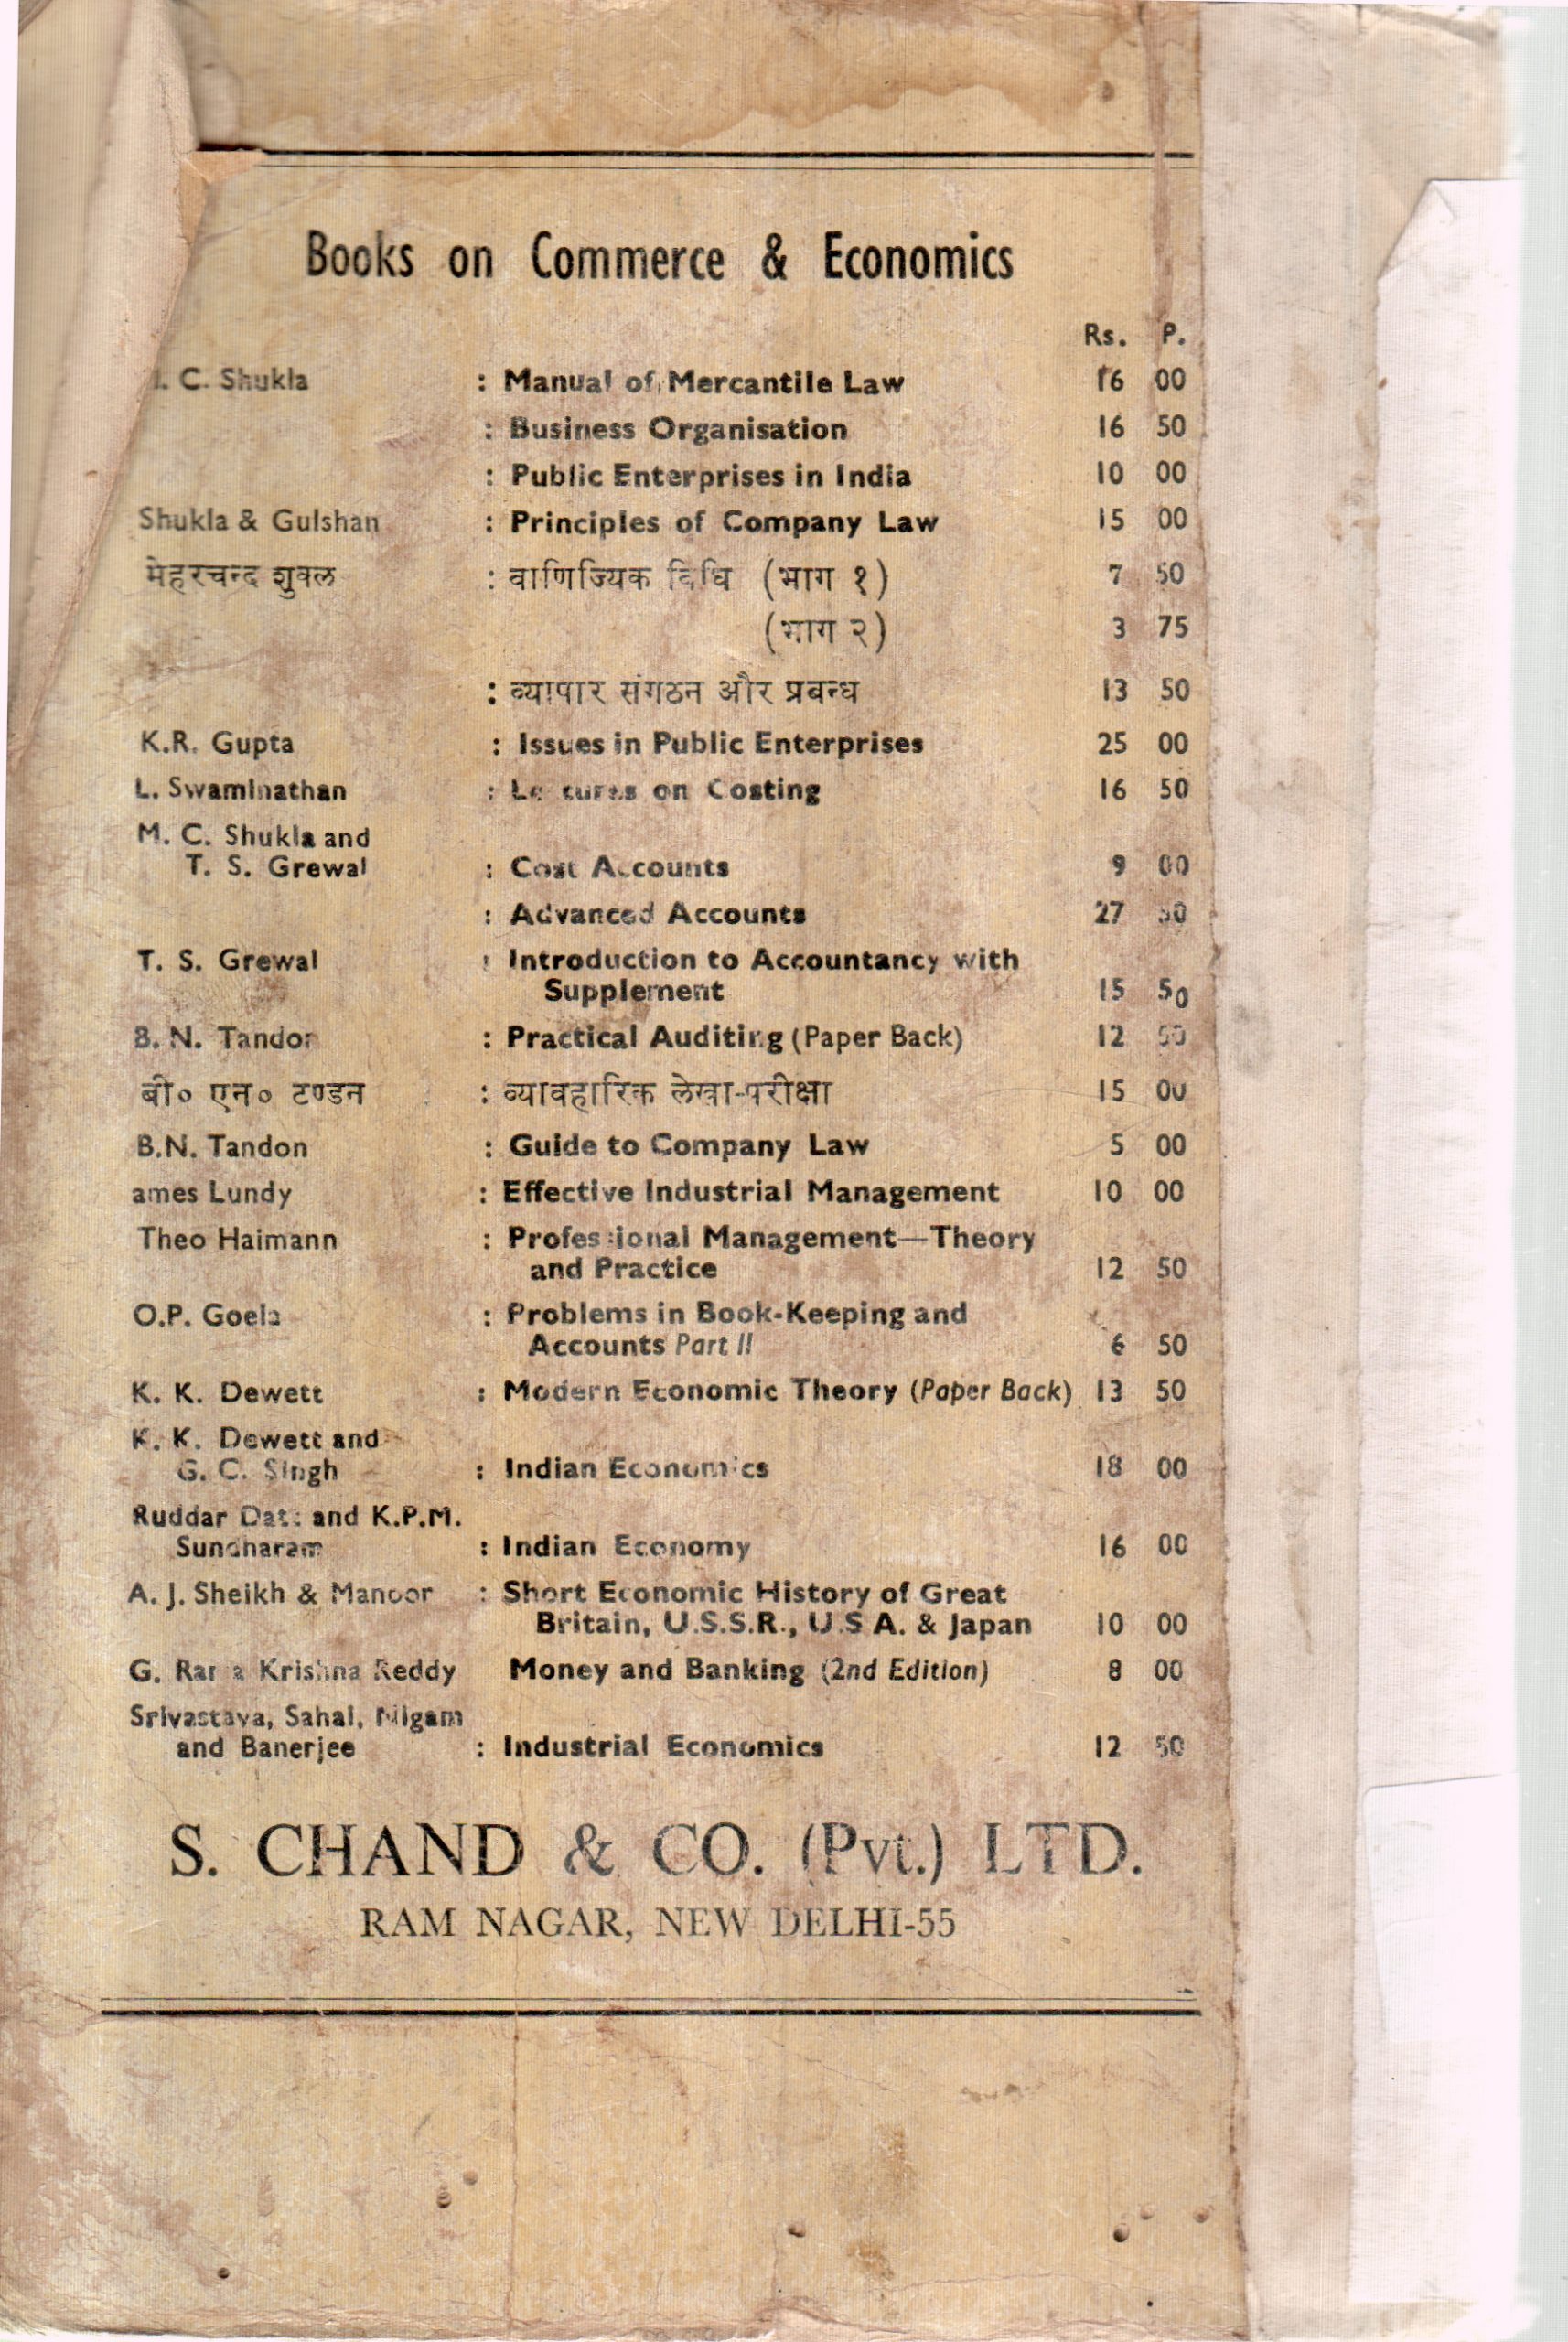 Books on Commerce & Economics
Rs. P.
. C. Shukla : Manual of Mercantile Law 16 00
: Business Organisation 16 50
: Public Enterprises in India 10 00
Shukla & Gulshan : Principles of Company Law 15 00
मेहरचन्द शुक्ल : वाणिज्यिक विधि (भाग १) 7 50
(भाग २) 3 75
: व्यापार संगठन और प्रबन्ध 13 50
K.R. Gupta : Issues in Public Enterprises 25 00
L. Swaminathan : Lectures on Costing 16 50
M. C. Shukla and
T. S. Grewal : Cost Accounts 9 00
: Advanced Accounts 27 50
T. S. Grewal : Introduction to Accountancy with
Supplement 15 50
B. N. Tandon : Practical Auditing (Paper Back) 12 50
बी० एन० टण्डन : व्यावहारिक लेखा-परीक्षा 15 00
B.N. Tandon : Guide to Company Law 5 00
ames Lundy : Effective Industrial Management 10 00
Theo Haimann : Professional Management—Theory
and Practice 12 50
O.P. Goela : Problems in Book-Keeping and
Accounts Part II 6 50
K. K. Dewett : Modern Economic Theory (Paper Back) 13 50
K. K. Dewett and
G. C. Singh : Indian Economics 18 00
Ruddar Datt and K.P.M.
Sundharam : Indian Economy 16 00
A. J. Sheikh & Manoor : Short Economic History of Great
Britain, U.S.S.R., U.S.A. & Japan 10 00
G. Rama Krishna Reddy Money and Banking (2nd Edition) 8 00
Srivastava, Sahai, Nigam
and Banerjee : Industrial Economics 12 50
S. CHAND & CO. (Pvt.) LTD.
RAM NAGAR, NEW DELHI-55